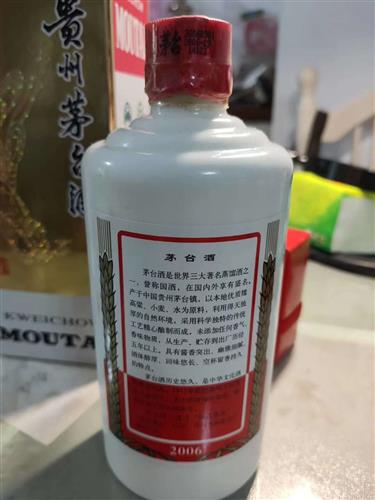 贵州茅台酒
MOU
KWEICHOW
MOUTA
茅台
茅台酒
茅台酒是世界三大著名蒸馏酒之
一，誉称国酒，在国内外享有盛名。
产于中国贵州茅台镇，以本地优质糯
高粱、小麦、水为原料，利用得天独
厚的自然环境，采用科学独特的传统
工艺精心酿制而成，未添加任何香气、
香味物质，从生产、贮存到出厂历经
五年以上。具有酱香突出、幽雅细腻、
酒体醇厚、回味悠长、空杯留香持久
的特点。
茅台酒历史悠久，是中华文化酒
2006